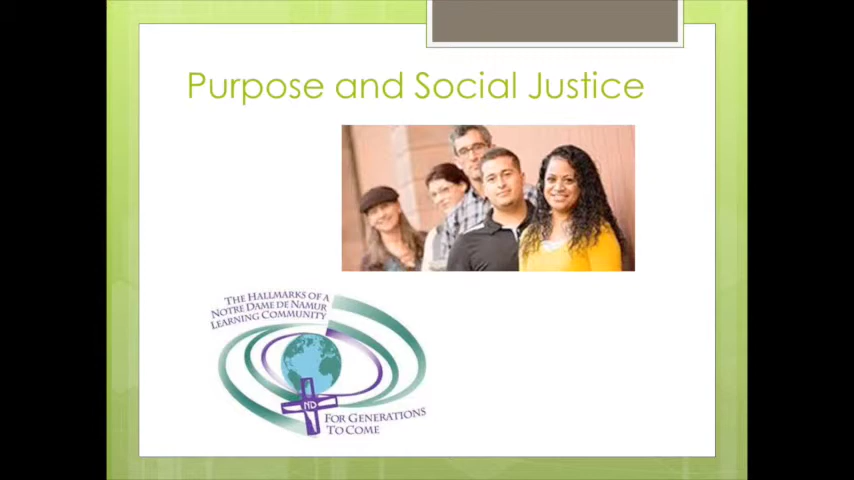 Purpose and Social Justice
THE HALLMARKS OF A
NOTRE DAME DE NAMUR
LEARNING COMMUNITY
ND
FOR GENERATIONS
TO COME